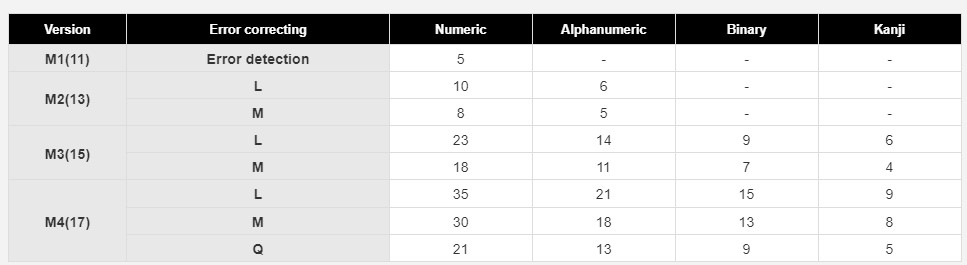 Version Error correcting Numeric Alphanumeric Binary Kanji
M1(11) Error detection 5 - - -
M2(13) L 10 6 - -
M 8 5 - -
M3(15) L 23 14 9 6
M 18 11 7 4
M4(17) L 35 21 15 9
M 30 18 13 8
Q 21 13 9 5